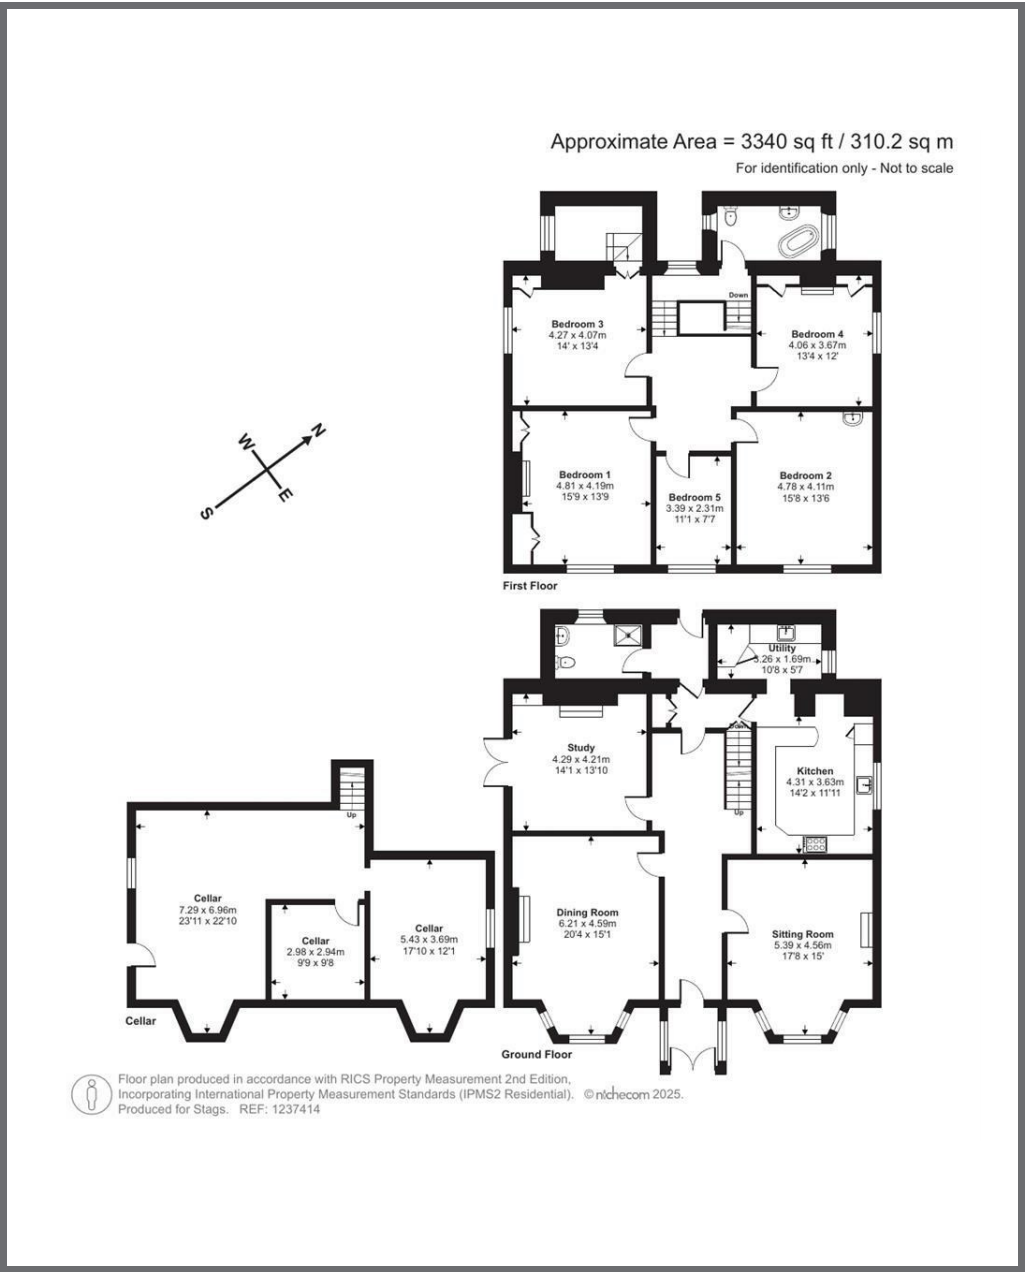 Approximate Area = 3340 sq ft / 310.2 sq m
For identification only - Not to scale
Down
Bedroom 3
4.27 x 4.07m
14' x 13'4
Bedroom 4
4.06 x 3.67m
13'4 x 12'
N
W
E
S
Bedroom 1
4.81 x 4.19m
15'9 x 13'9
Bedroom 2
4.78 x 4.11m
15'8 x 13'6
Bedroom 5
3.39 x 2.31m
11'1 x 7'7
First Floor
Utility
3.26 x 1.69m
10'8 x 5'7
Down
Study
4.29 x 4.21m
14'1 x 13'10
Kitchen
4.31 x 3.63m
14'2 x 11'11
Up
Up
Cellar
7.29 x 6.96m
23'11 x 22'10
Dining Room
6.21 x 4.59m
20'4 x 15'1
Cellar
5.43 x 3.69m
17'10 x 12'1
Sitting Room
5.39 x 4.56m
17'8 x 15'
Cellar
2.98 x 2.94m
9'9 x 9'8
Cellar
Ground Floor
Floor plan produced in accordance with RICS Property Measurement 2nd Edition,
Incorporating International Property Measurement Standards (IPMS2 Residential). © nichecom 2025.
Produced for Stags. REF: 1237414